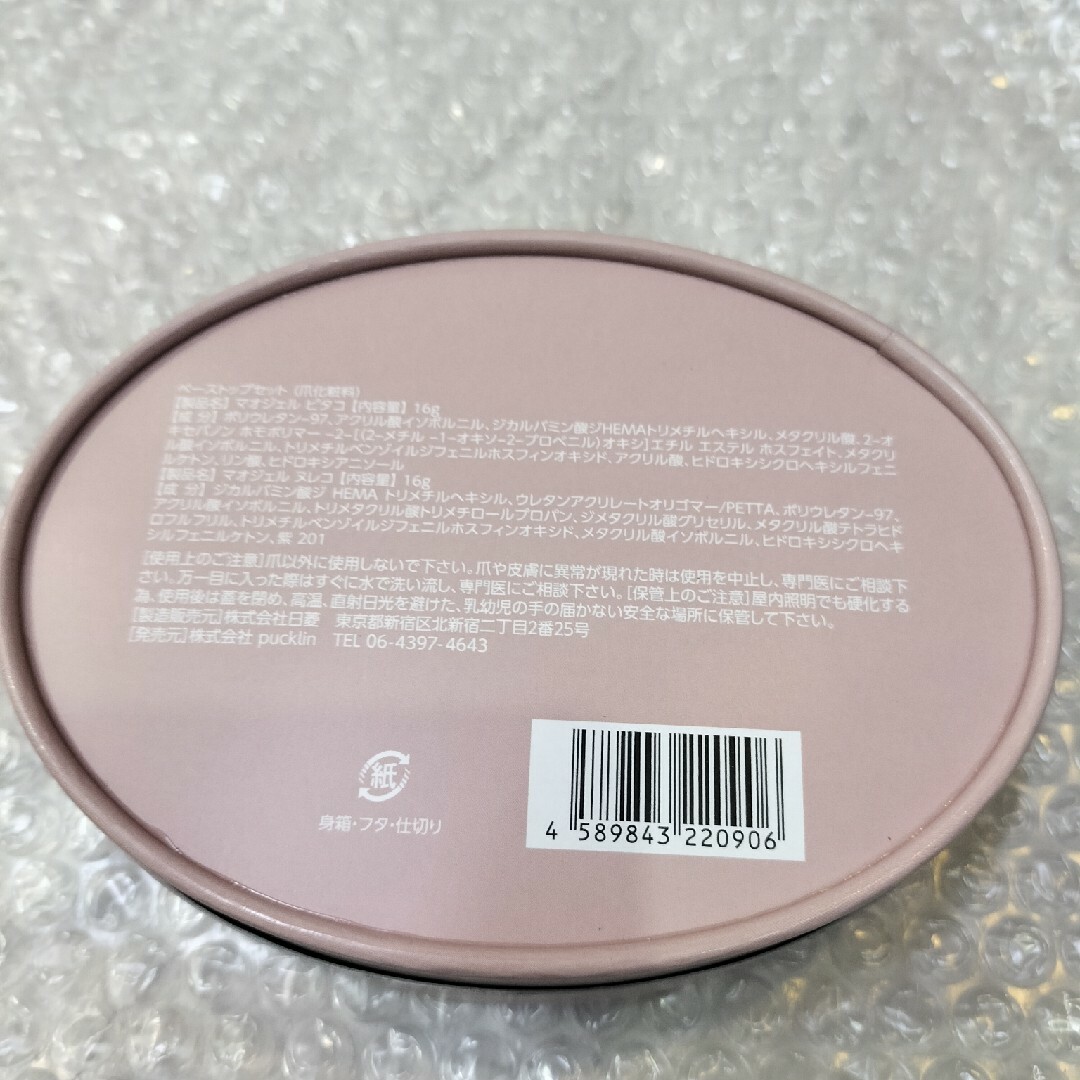 ベーストップセット（爪化粧料）
【製品名】マオジェル ピタコ【内容量】16g
【成 分】ポリウレタン-97、アクリル酸イソボルニル、ジカルバミン酸ジHEMAトリメチルヘキシル、メタクリル酸、2-オ
キセパノン ホモポリマー -2-[(2-メチル -1-オキソ-2-プロペニル) オキシ] エチル エステル ホスフェイト、メタクリ
ル酸イソボルニル、トリメチルベンゾイルジフェニルホスフィンオキシド、アクリル酸、ヒドロキシシクロヘキシルフェニ
ルケトン、リン酸、ヒドロキシアニソール
【製品名】マオジェル ヌレコ【内容量】16g
【成 分】ジカルバミン酸ジ HEMA トリメチルヘキシル、ウレタンアクリレートオリゴマー/PETTA、ポリウレタン-97、
アクリル酸イソボルニル、トリメタクリル酸トリメチロールプロパン、ジメタクリル酸グリセリル、メタクリル酸テトラヒド
ロフルフリル、トリメチルベンゾイルジフェニルホスフィンオキシド、メタクリル酸イソボルニル、ヒドロキシシクロヘキ
シルフェニルケトン、紫 201
[使用上のご注意]爪以外に使用しないで下さい。爪や皮膚に異常が現れた時は使用を中止し、専門医にご相談下
さい。万一目に入った際はすぐに水で洗い流し、専門医にご相談下さい。[保管上のご注意]屋内照明でも硬化する
為、使用後は蓋を閉め、高温、直射日光を避けた、乳幼児の手の届かない安全な場所に保管して下さい。
[製造販売元]株式会社日菱 東京都新宿区北新宿二丁目2番25号
[発売元]株式会社 pucklin TEL 06-4397-4643
紙
身箱・フタ・仕切り
4 589843 220906